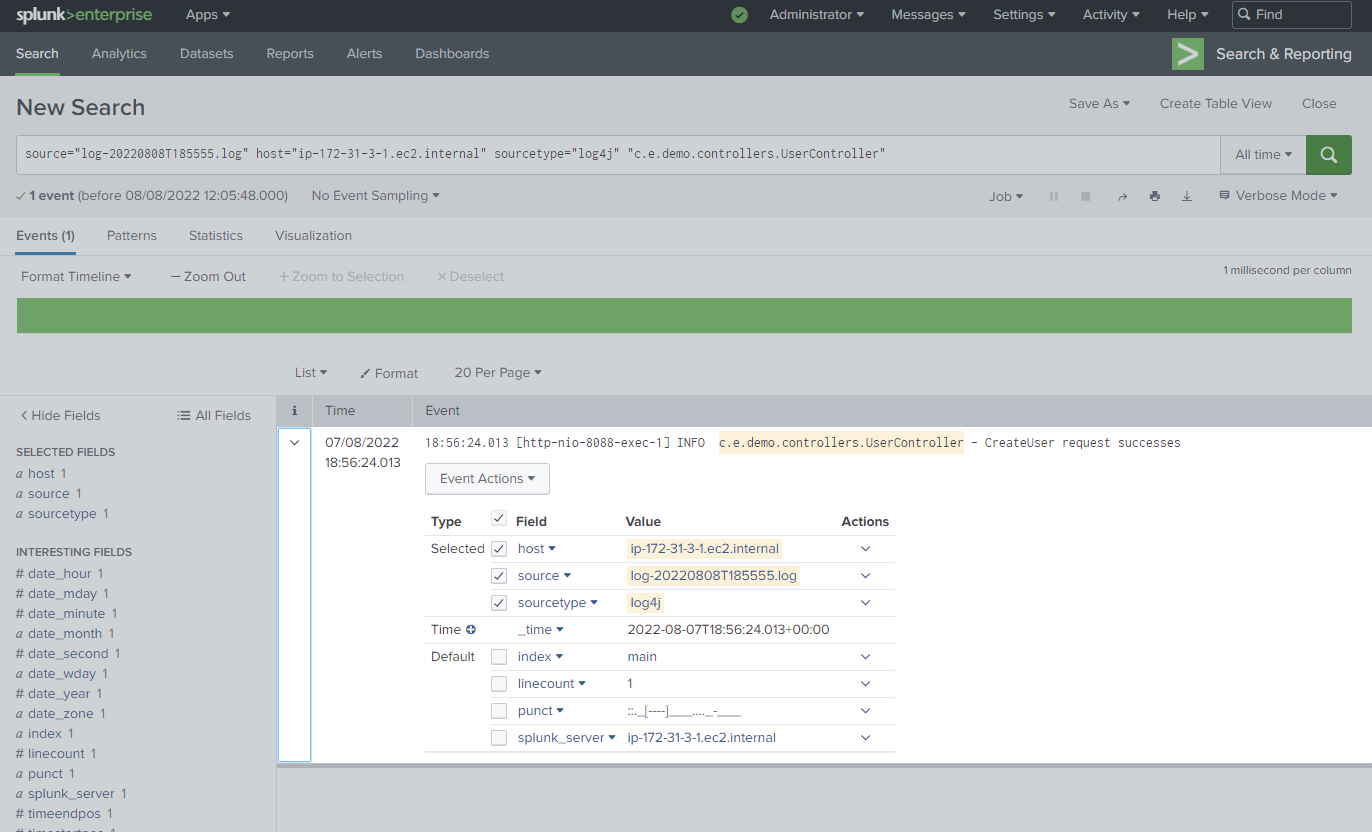 splunk>enterprise Apps Administrator Messages Settings Activity Help Find
Search Analytics Datasets Reports Alerts Dashboards Search & Reporting
New Search Save As Create Table View Close
source="log-20220808T185555.log" host="ip-172-31-3-1.ec2.internal" sourcetype="log4j" "c.e.demo.controllers.UserController" All time
1 event (before 08/08/2022 12:05:48.000) No Event Sampling Job Verbose Mode
Events (1) Patterns Statistics Visualization
Format Timeline — Zoom Out + Zoom to Selection × Deselect 1 millisecond per column
List Format 20 Per Page
< Hide Fields All Fields
SELECTED FIELDS
a host 1
a source 1
a sourcetype 1
INTERESTING FIELDS
# date_hour 1
# date_mday 1
# date_minute 1
a date_month 1
# date_second 1
a date_wday 1
# date_year 1
a date_zone 1
a index 1
# linecount 1
a punct 1
a splunk_server 1
# timeendpos 1
# timestartpos 1
i Time Event
07/08/2022
18:56:24.013
18:56:24.013 [http-nio-8088-exec-1] INFO c.e.demo.controllers.UserController - CreateUser request successes
Event Actions
Type Field Value Actions
Selected host ip-172-31-3-1.ec2.internal
source log-20220808T185555.log
sourcetype log4j
Time _time 2022-08-07T18:56:24.013+00:00
Default index main
linecount 1
punct ::._[----]____...._-____
splunk_server ip-172-31-3-1.ec2.internal